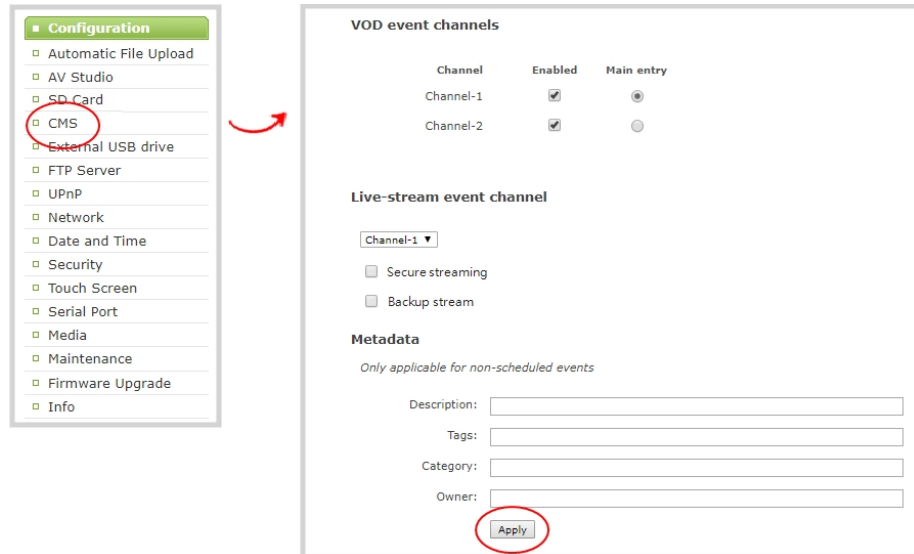 Configuration
Automatic File Upload
AV Studio
SD Card
CMS
External USB drive
FTP Server
UPnP
Network
Date and Time
Security
Touch Screen
Serial Port
Media
Maintenance
Firmware Upgrade
Info
VOD event channels
Channel Enabled Main entry
Channel-1
Channel-2
Live-stream event channel
Channel-1
Secure streaming
Backup stream
Metadata
Only applicable for non-scheduled events
Description:
Tags:
Category:
Owner:
Apply